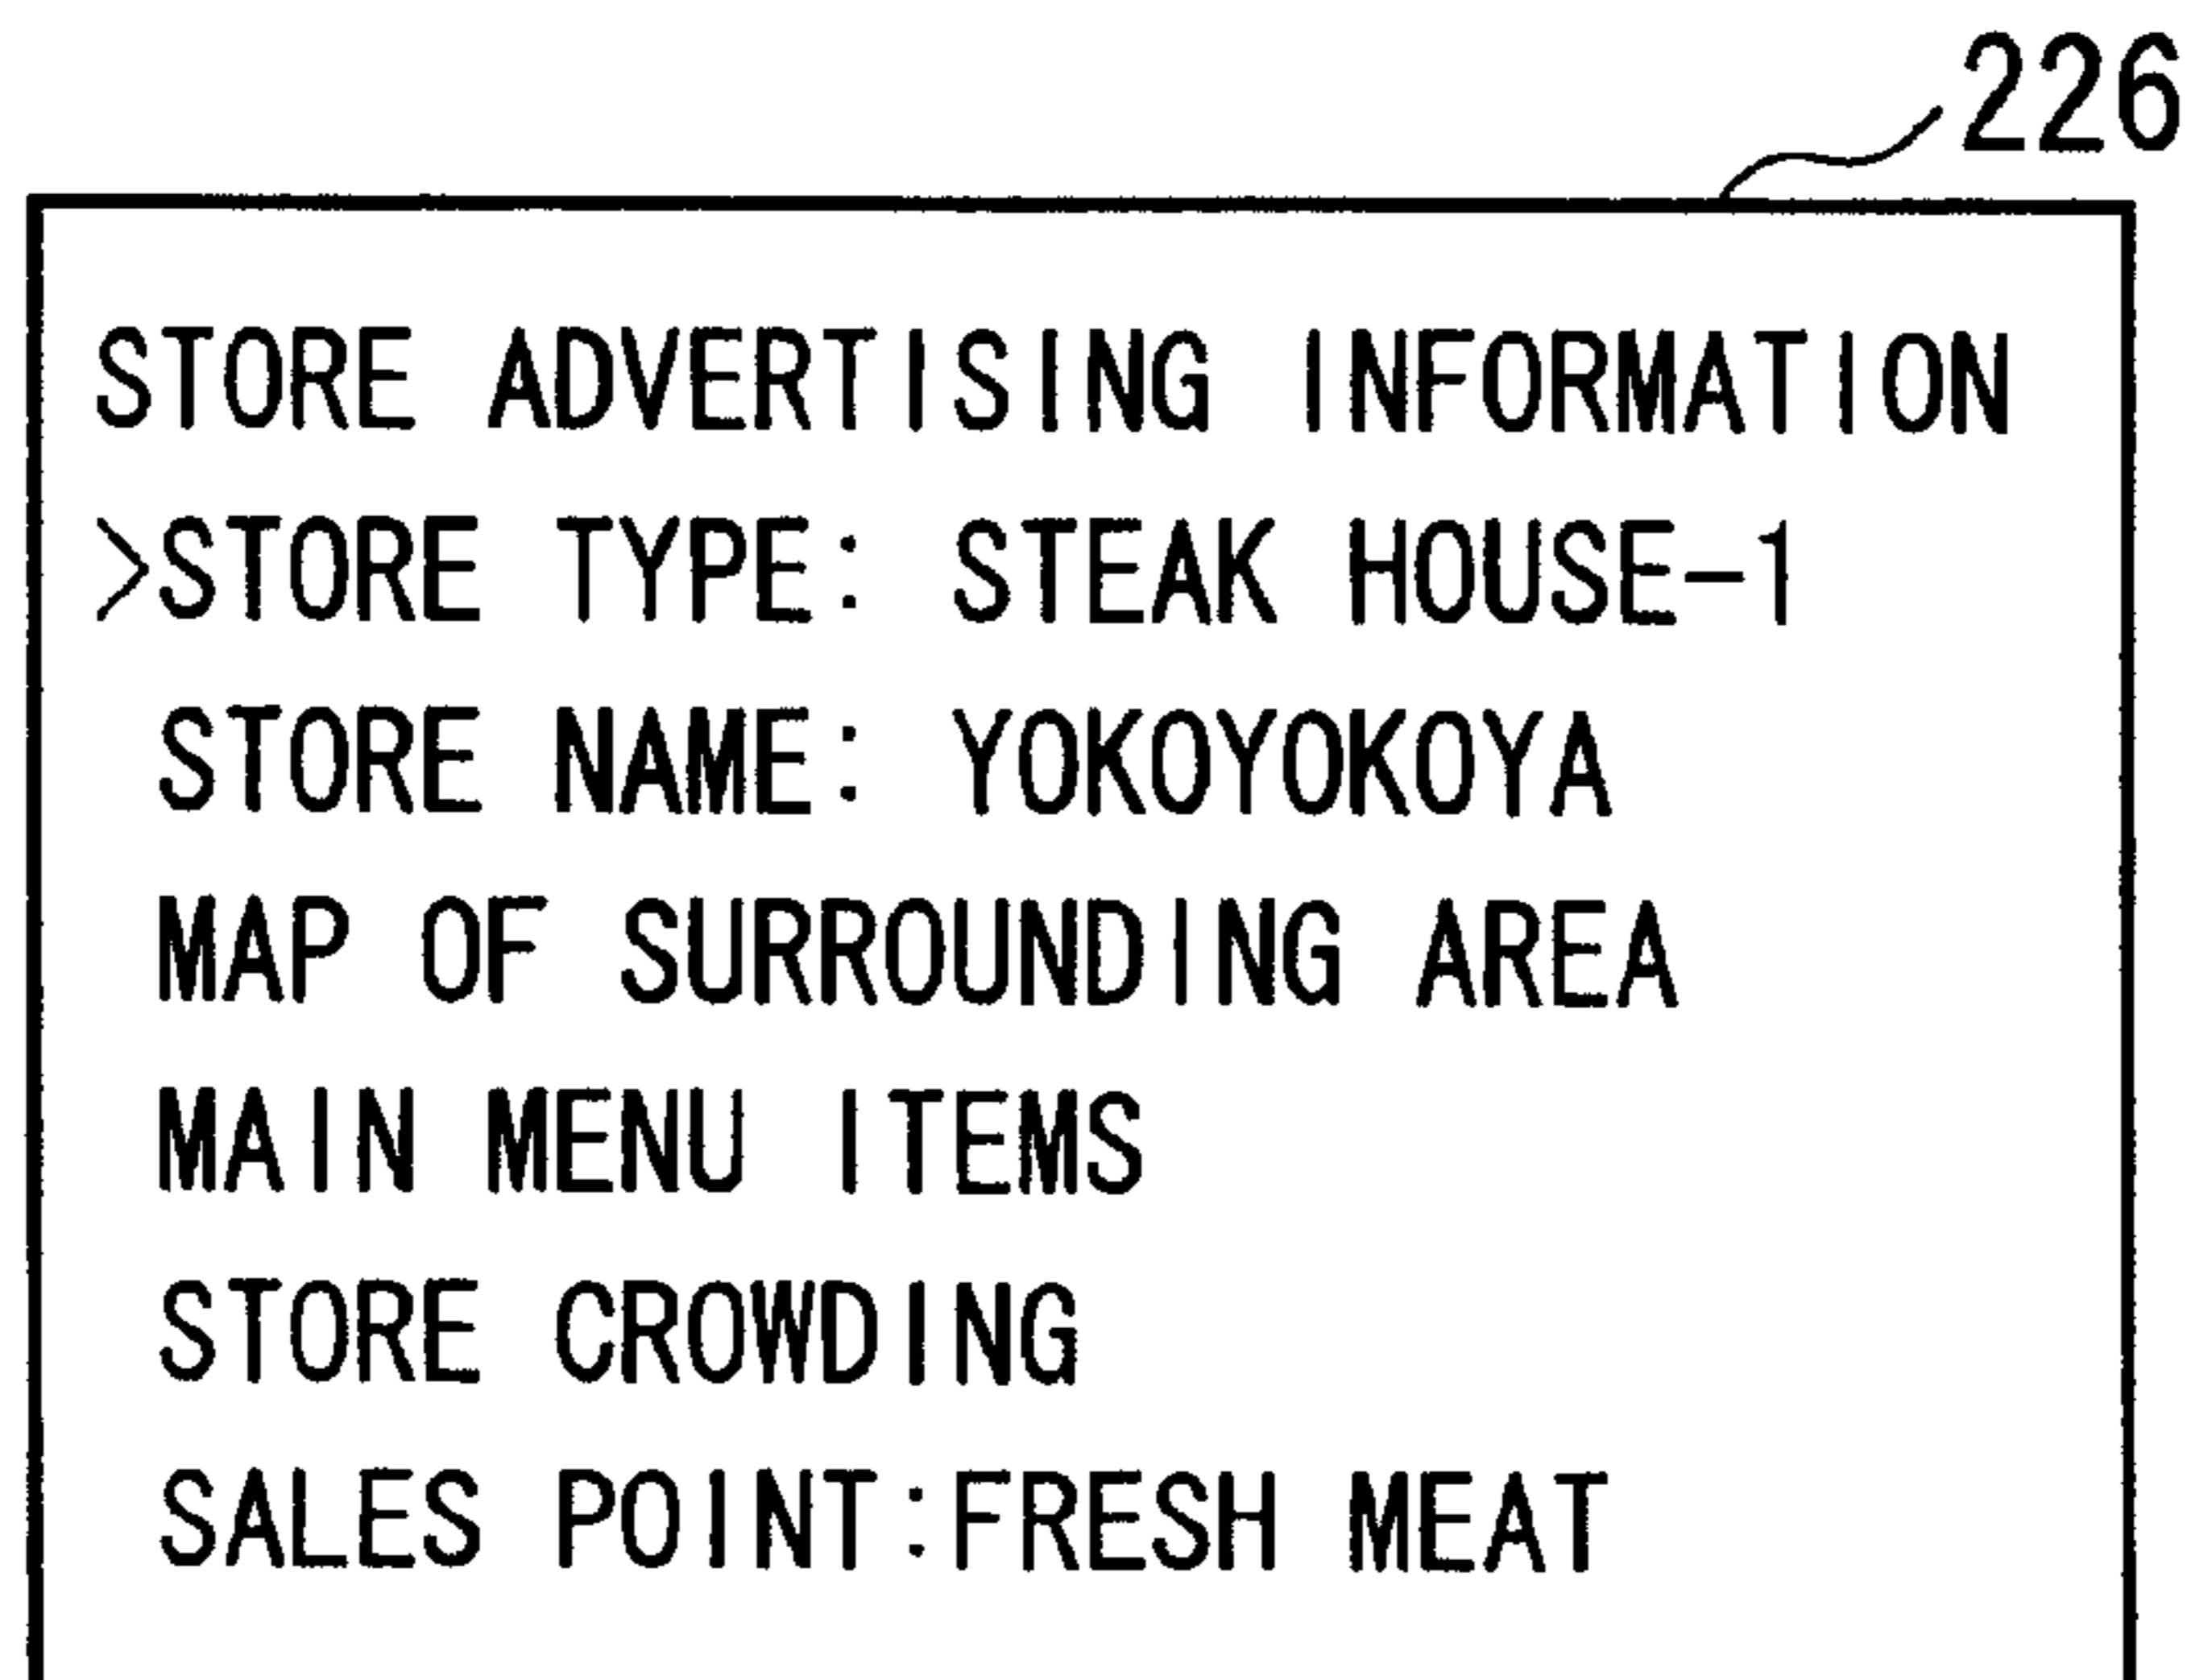 226
STORE ADVERTISING INFORMATION
>STORE TYPE: STEAK HOUSE-1
STORE NAME: YOKOYOKOYA
MAP OF SURROUNDING AREA
MAIN MENU ITEMS
STORE CROWDING
SALES POINT:FRESH MEAT